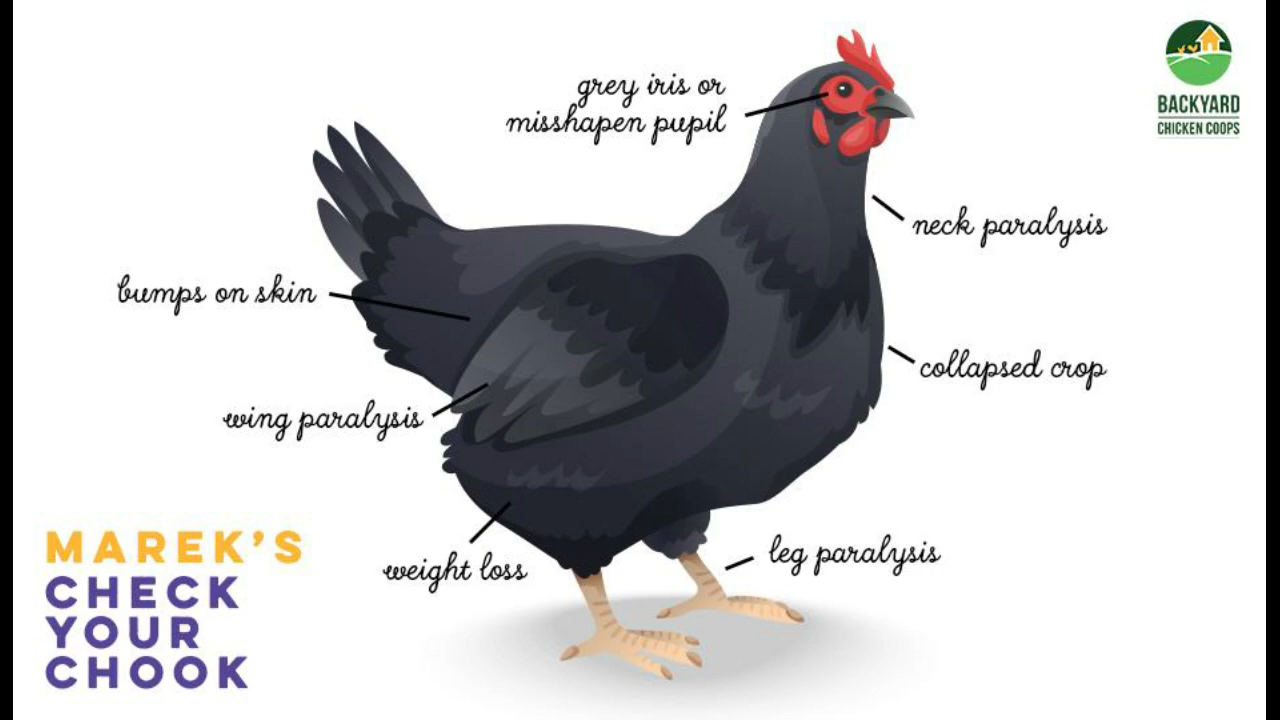 grey iris or
misshapen pupil
BACKYARD
CHICKEN COOPS
neck paralysis
bumps on skin
collapsed crop
wing paralysis
weight loss
leg paralysis
MAREK'S
CHECK
YOUR
CHOOK